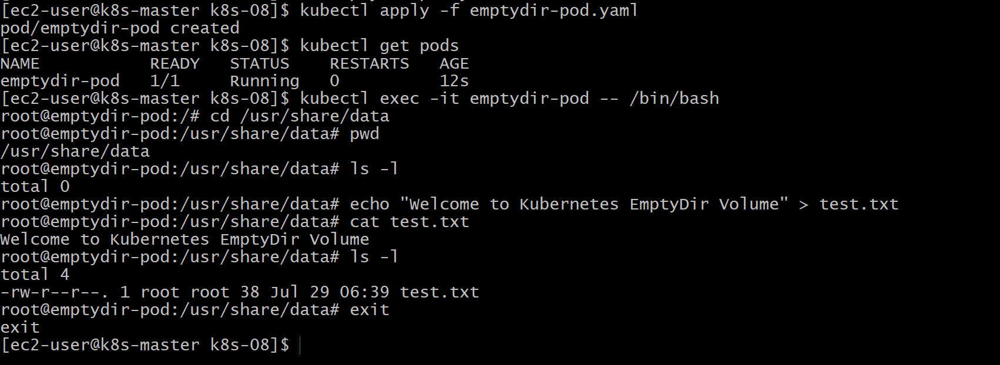 [ec2-user@k8s-master k8s-08]$ kubectl apply -f emptydir-pod.yaml
pod/emptydir-pod created
[ec2-user@k8s-master k8s-08]$ kubectl get pods
NAME           READY   STATUS    RESTARTS   AGE
emptydir-pod   1/1     Running   0          12s
[ec2-user@k8s-master k8s-08]$ kubectl exec -it emptydir-pod -- /bin/bash
root@emptydir-pod:/# cd /usr/share/data
root@emptydir-pod:/usr/share/data# pwd
/usr/share/data
root@emptydir-pod:/usr/share/data# ls -l
total 0
root@emptydir-pod:/usr/share/data# echo "Welcome to Kubernetes EmptyDir Volume" > test.txt
root@emptydir-pod:/usr/share/data# cat test.txt
Welcome to Kubernetes EmptyDir Volume
root@emptydir-pod:/usr/share/data# ls -l
total 4
-rw-r--r--. 1 root root 38 Jul 29 06:39 test.txt
root@emptydir-pod:/usr/share/data# exit
exit
[ec2-user@k8s-master k8s-08]$